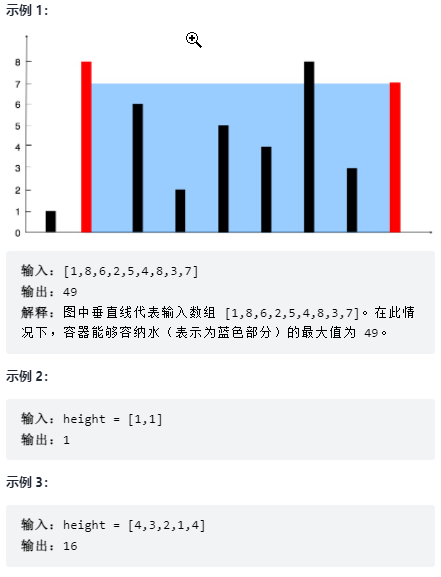 示例 1：
8
7
6
5
4
3
2
1
0
输入：[1,8,6,2,5,4,8,3,7]
输出：49
解释：图中垂直线代表输入数组 [1,8,6,2,5,4,8,3,7]。在此情
况下，容器能够容纳水（表示为蓝色部分）的最大值为 49。
示例 2：
输入：height = [1,1]
输出：1
示例 3：
输入：height = [4,3,2,1,4]
输出：16